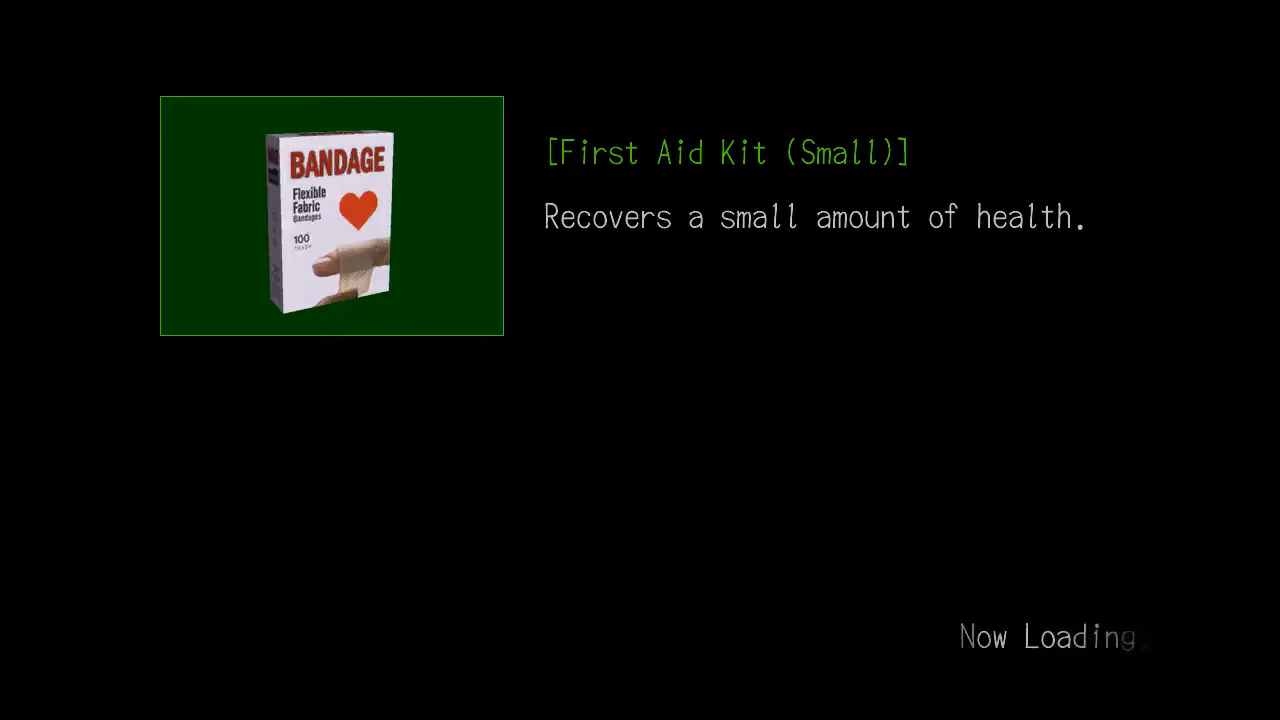 BANDAGE
Flexible
Fabric
Bandages
100
[First Aid Kit (Small)]
Recovers a small amount of health.
Now Loading